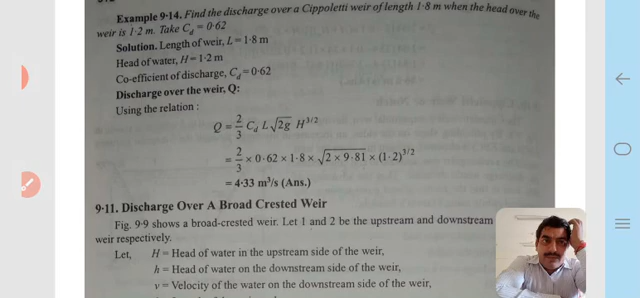 Example 9·14. Find the discharge over a Cippoletti weir of length 1·8 m when the head over the
weir is 1·2 m. Take C_d = 0·62
Solution. Length of weir, L = 1·8 m
Head of water, H = 1·2 m
Co-efficient of discharge, C_d = 0·62
Discharge over the weir, Q:
Using the relation :
Q = 2/3 C_d L √2g H^3/2
= 2/3 × 0·62 × 1·8 × √2 × 9·81 × (1·2)^3/2
= 4·33 m³/s (Ans.)
9·11. Discharge Over A Broad Crested Weir
Fig. 9·9 shows a broad-crested weir. Let 1 and 2 be the upstream and downstream
weir respectively.
Let, H = Head of water in the upstream side of the weir,
h = Head of water on the downstream side of the weir,
v = Velocity of the water on the downstream side of the weir,